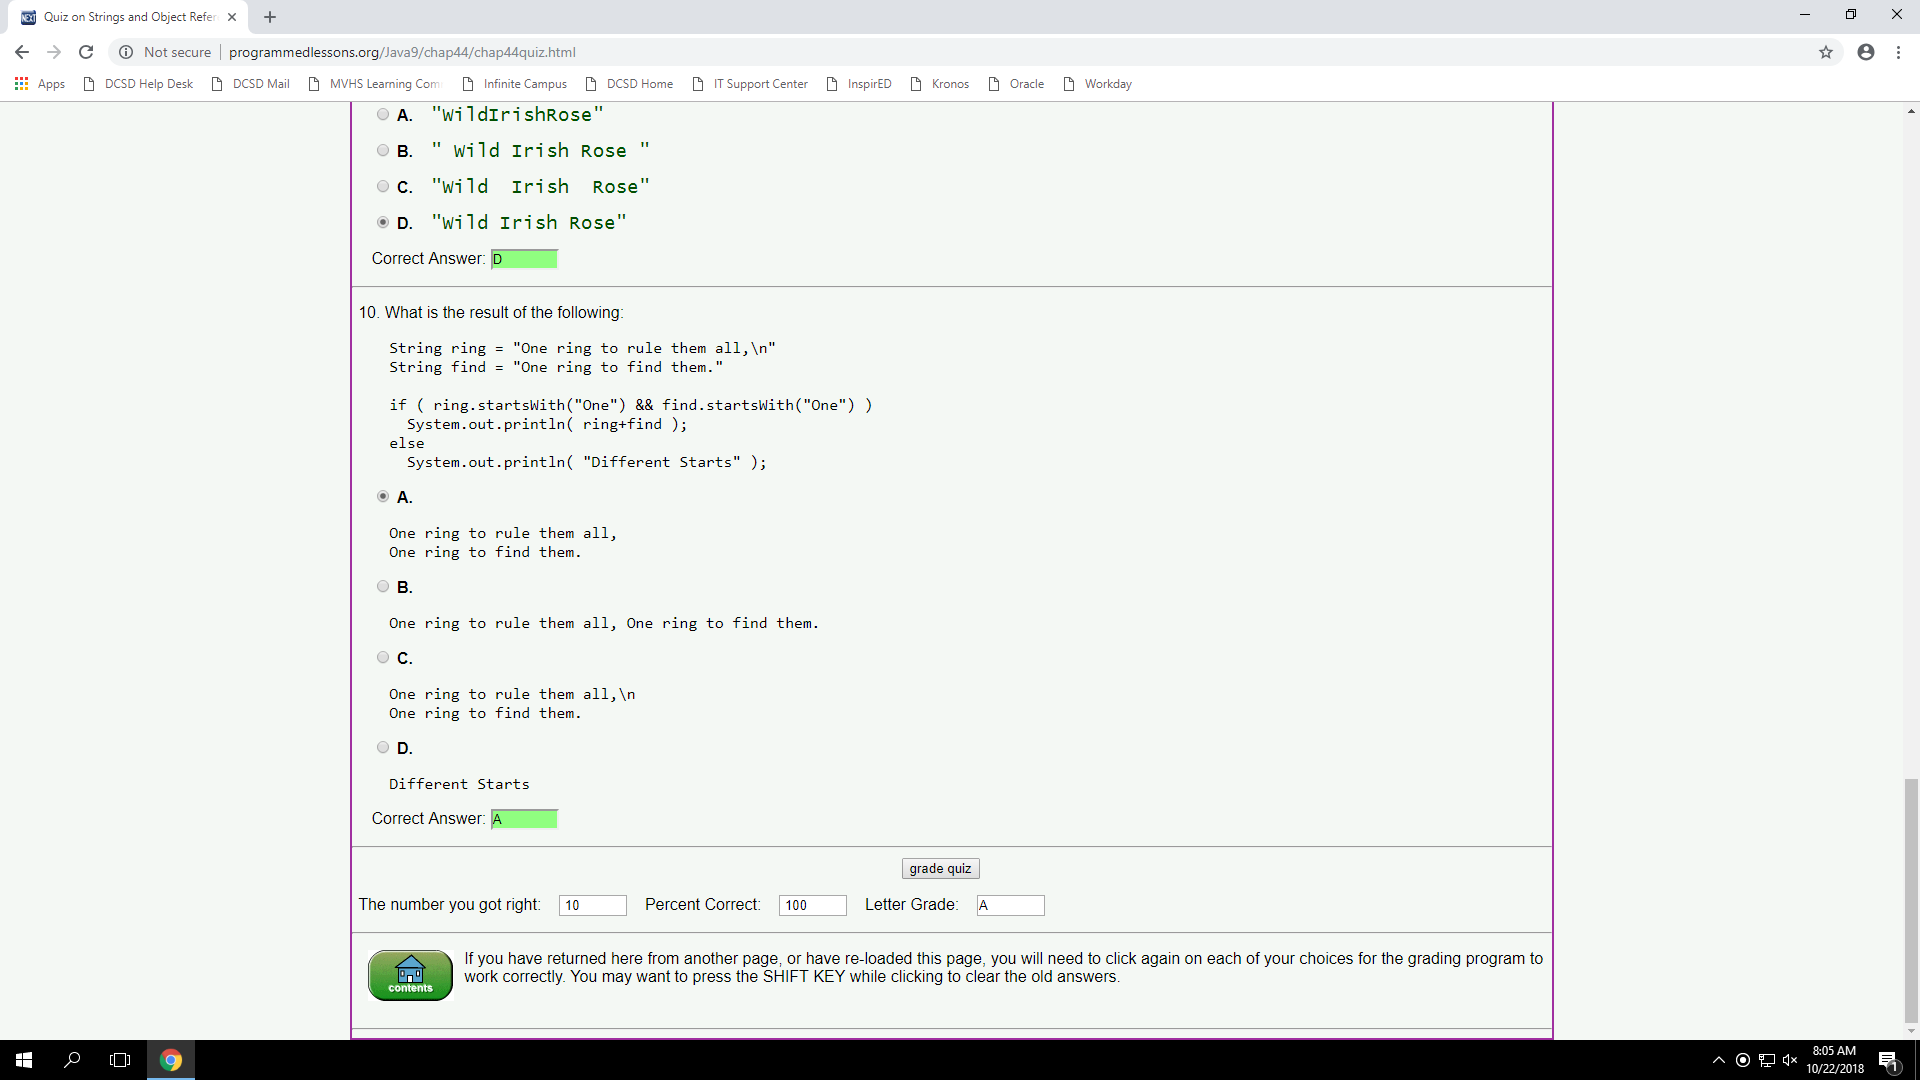 Quiz on Strings and Object Refer
Not secure programmedlessons.org/Java9/chap44/chap44quiz.html
Apps DCSD Help Desk DCSD Mail MVHS Learning Com Infinite Campus DCSD Home IT Support Center InspirED Kronos Oracle Workday
A. "WildIrishRose"
B. " Wild Irish Rose "
C. "Wild  Irish  Rose"
D. "Wild Irish Rose"
Correct Answer: D
10. What is the result of the following:
String ring = "One ring to rule them all,\n"
String find = "One ring to find them."
if ( ring.startsWith("One") && find.startsWith("One") )
System.out.println( ring+find );
else
System.out.println( "Different Starts" );
A.
One ring to rule them all,
One ring to find them.
B.
One ring to rule them all, One ring to find them.
C.
One ring to rule them all,\n
One ring to find them.
D.
Different Starts
Correct Answer: A
grade quiz
The number you got right: 10 Percent Correct: 100 Letter Grade: A
If you have returned here from another page, or have re-loaded this page, you will need to click again on each of your choices for the grading program to
work correctly. You may want to press the SHIFT KEY while clicking to clear the old answers.
contents
8:05 AM
10/22/2018
1